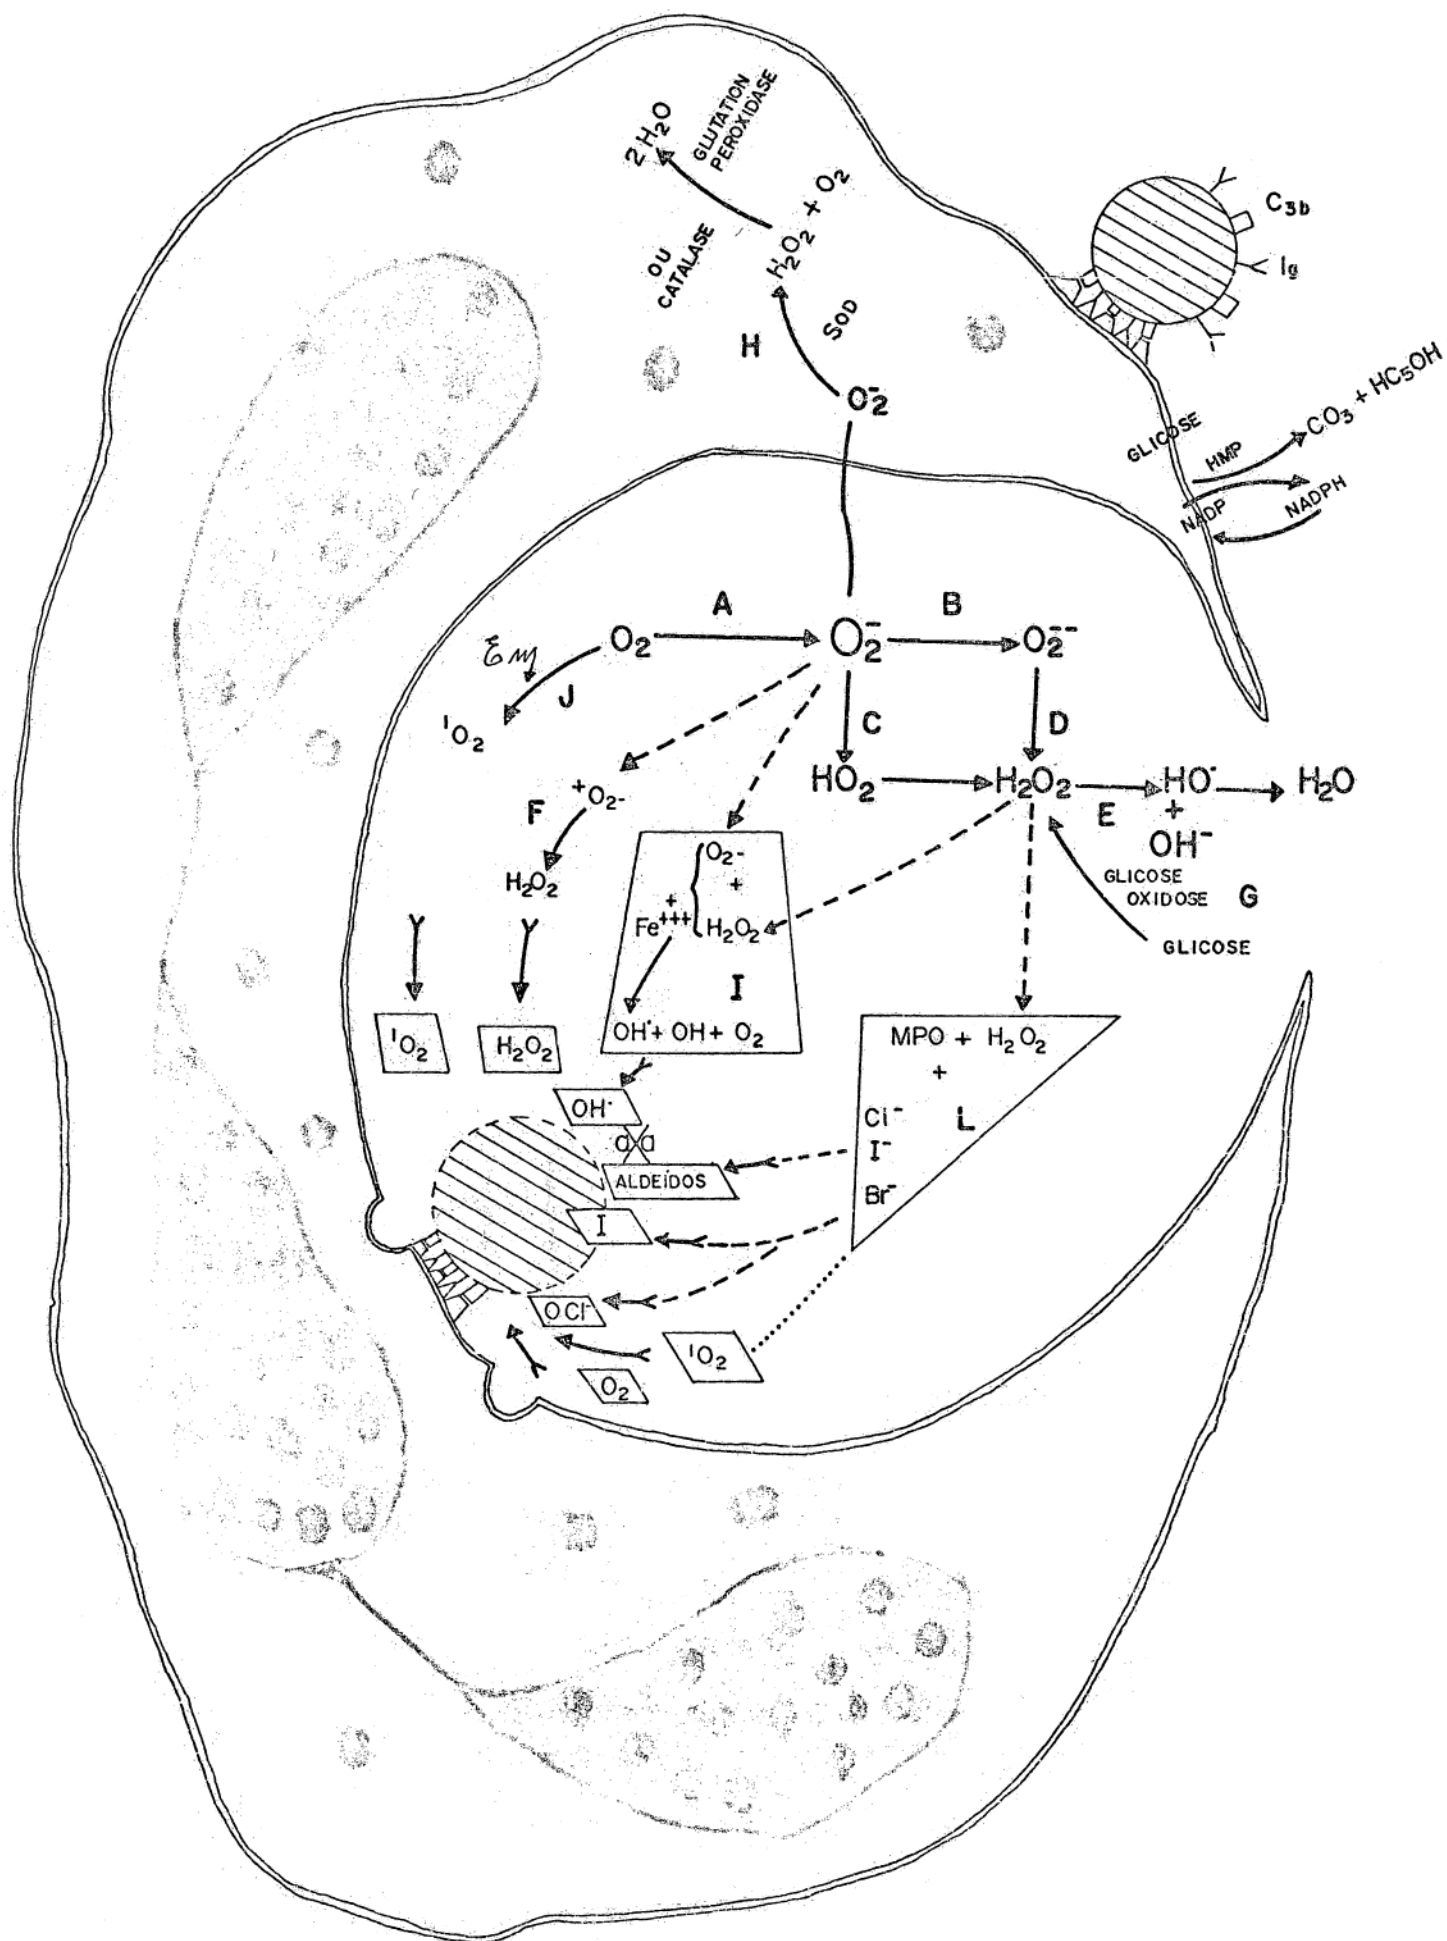 2 H₂O
GLUTATION
PEROXIDASE
H₂O₂ + O₂
OU
CATALASE
H
SOD
O₂⁻
C3b
Ig
GLICOSE
HMP
CO₃ + HC₅OH
NADP
NADPH
A
B
O₂
O₂⁻
O₂⁻⁻
J
¹O₂
C
D
HO₂
H₂O₂
HO·
H₂O
E
+
OH⁻
F
+O₂-
H₂O₂
O₂-
+
+
Fe+++
H₂O₂
I
OH· + OH + O₂
GLICOSE
OXIDOSE
G
GLICOSE
¹O₂
H₂O₂
MPO + H₂O₂
+
Cl⁻
L
I⁻
Br⁻
OH·
a a
ALDEÍDOS
I
OCl⁻
¹O₂
O₂